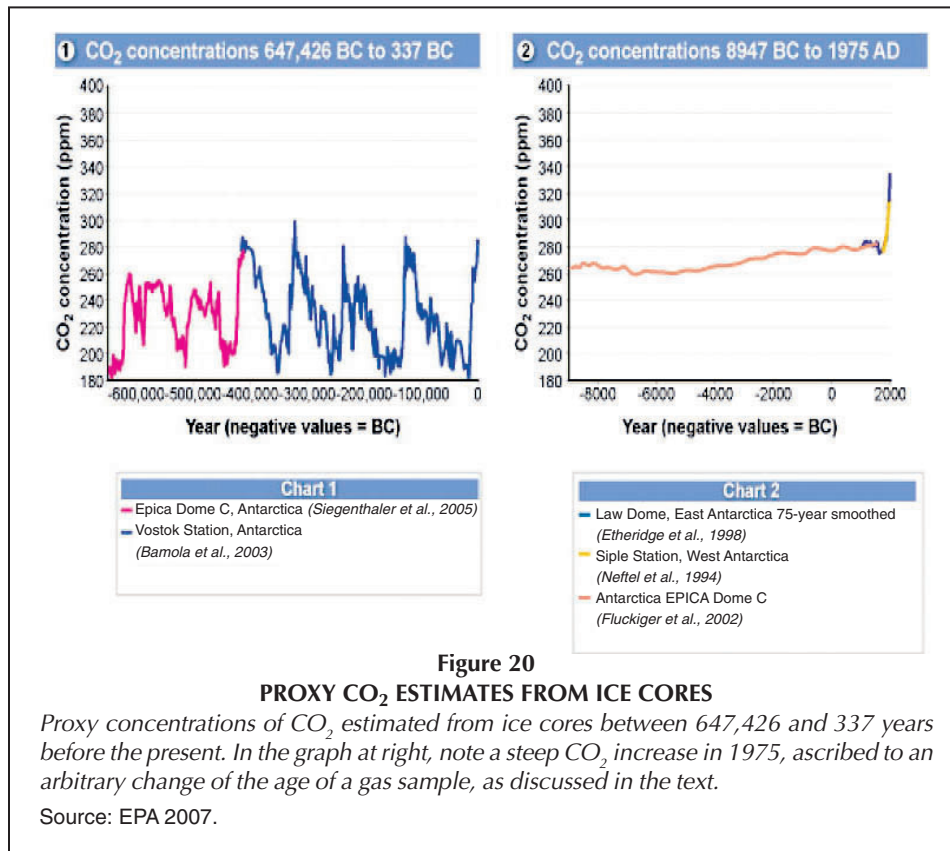 ① CO₂ concentrations 647,426 BC to 337 BC
CO₂ concentration (ppm)
400
380
360
340
320
300
280
260
240
220
200
180
-600,000-500,000-400,000-300,000-200,000-100,000 0
Year (negative values = BC)
② CO₂ concentrations 8947 BC to 1975 AD
CO₂ concentration (ppm)
400
380
360
340
320
300
280
260
240
220
200
180
-8000 -6000 -4000 -2000 0 2000
Year (negative values = BC)
Chart 1
Epica Dome C, Antarctica (Siegenthaler et al., 2005)
Vostok Station, Antarctica
(Bamola et al., 2003)
Chart 2
Law Dome, East Antarctica 75-year smoothed
(Etheridge et al., 1998)
Siple Station, West Antarctica
(Neftel et al., 1994)
Antarctica EPICA Dome C
(Fluckiger et al., 2002)
Figure 20
PROXY CO₂ ESTIMATES FROM ICE CORES
Proxy concentrations of CO₂ estimated from ice cores between 647,426 and 337 years
before the present. In the graph at right, note a steep CO₂ increase in 1975, ascribed to an
arbitrary change of the age of a gas sample, as discussed in the text.
Source: EPA 2007.